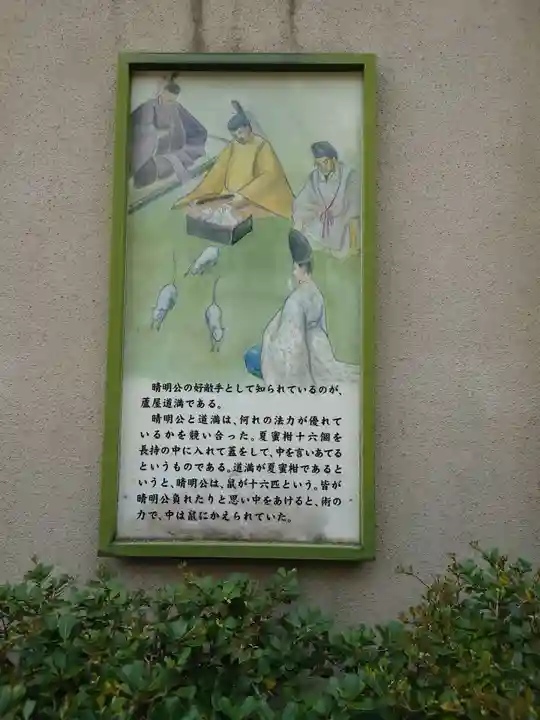 晴明公の好敵手として知られているのが、
蘆屋道満である。
晴明公と道満は、何れの法力が優れて
いるかを競い合った。夏蜜柑十六個を
長持の中に入れて蓋をして、中を言いあてる
というものである。道満が夏蜜柑であると
いうと、晴明公は、鼠が十六匹という。皆が
晴明公負れたりと思い中をあけると、術の
力で、中は鼠にかえられていた。